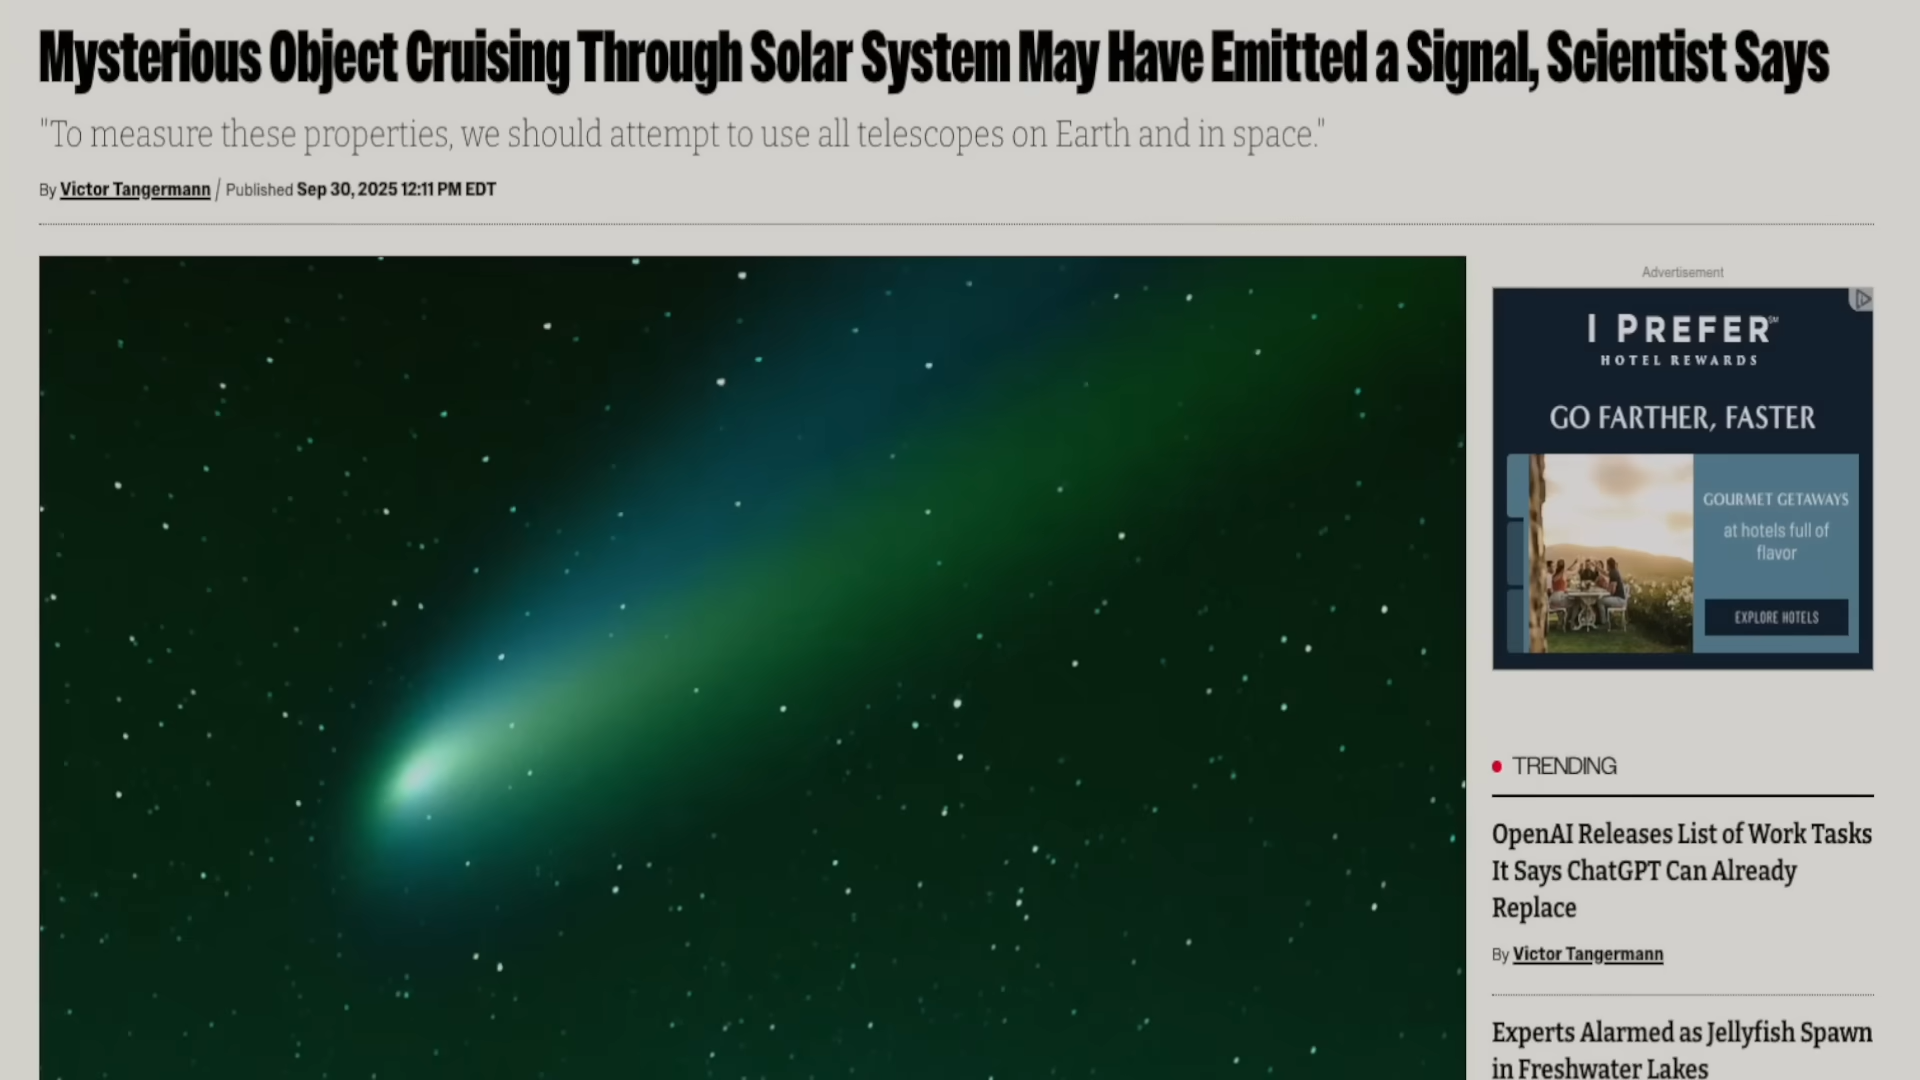 Mysterious Object Cruising Through Solar System May Have Emitted a Signal, Scientist Says
"To measure these properties, we should attempt to use all telescopes on Earth and in space."
By Victor Tangermann / Published Sep 30, 2025 12:11 PM EDT
Advertisement
I PREFER℠
HOTEL REWARDS
GO FARTHER, FASTER
GOURMET GETAWAYS
at hotels full of
flavor
EXPLORE HOTELS
TRENDING
OpenAI Releases List of Work Tasks
It Says ChatGPT Can Already
Replace
By Victor Tangermann
Experts Alarmed as Jellyfish Spawn
in Freshwater Lakes